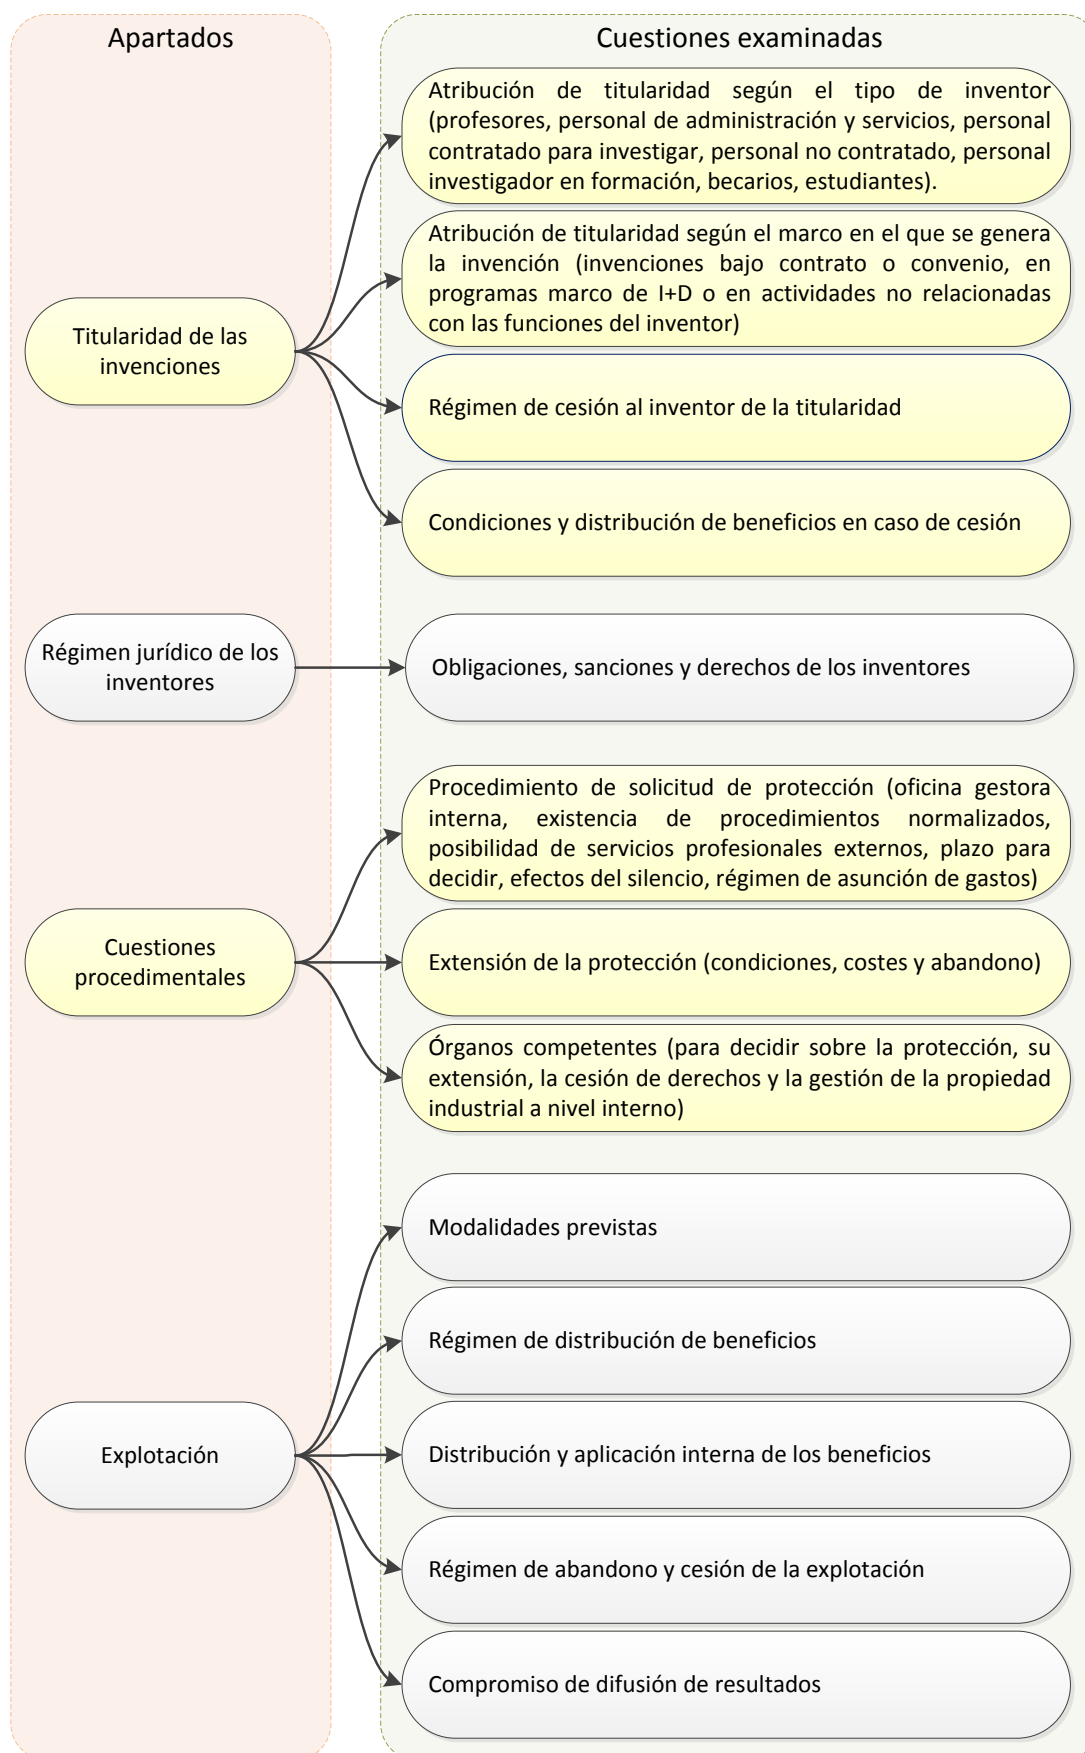 Apartados
Cuestiones examinadas
Titularidad de las
invenciones
Atribución de titularidad según el tipo de inventor
(profesores, personal de administración y servicios, personal
contratado para investigar, personal no contratado, personal
investigador en formación, becarios, estudiantes).
Atribución de titularidad según el marco en el que se genera
la invención (invenciones bajo contrato o convenio, en
programas marco de I+D o en actividades no relacionadas
con las funciones del inventor)
Régimen de cesión al inventor de la titularidad
Condiciones y distribución de beneficios en caso de cesión
Régimen jurídico de los
inventores
Obligaciones, sanciones y derechos de los inventores
Cuestiones
procedimentales
Procedimiento de solicitud de protección (oficina gestora
interna, existencia de procedimientos normalizados,
posibilidad de servicios profesionales externos, plazo para
decidir, efectos del silencio, régimen de asunción de gastos)
Extensión de la protección (condiciones, costes y abandono)
Órganos competentes (para decidir sobre la protección, su
extensión, la cesión de derechos y la gestión de la propiedad
industrial a nivel interno)
Explotación
Modalidades previstas
Régimen de distribución de beneficios
Distribución y aplicación interna de los beneficios
Régimen de abandono y cesión de la explotación
Compromiso de difusión de resultados